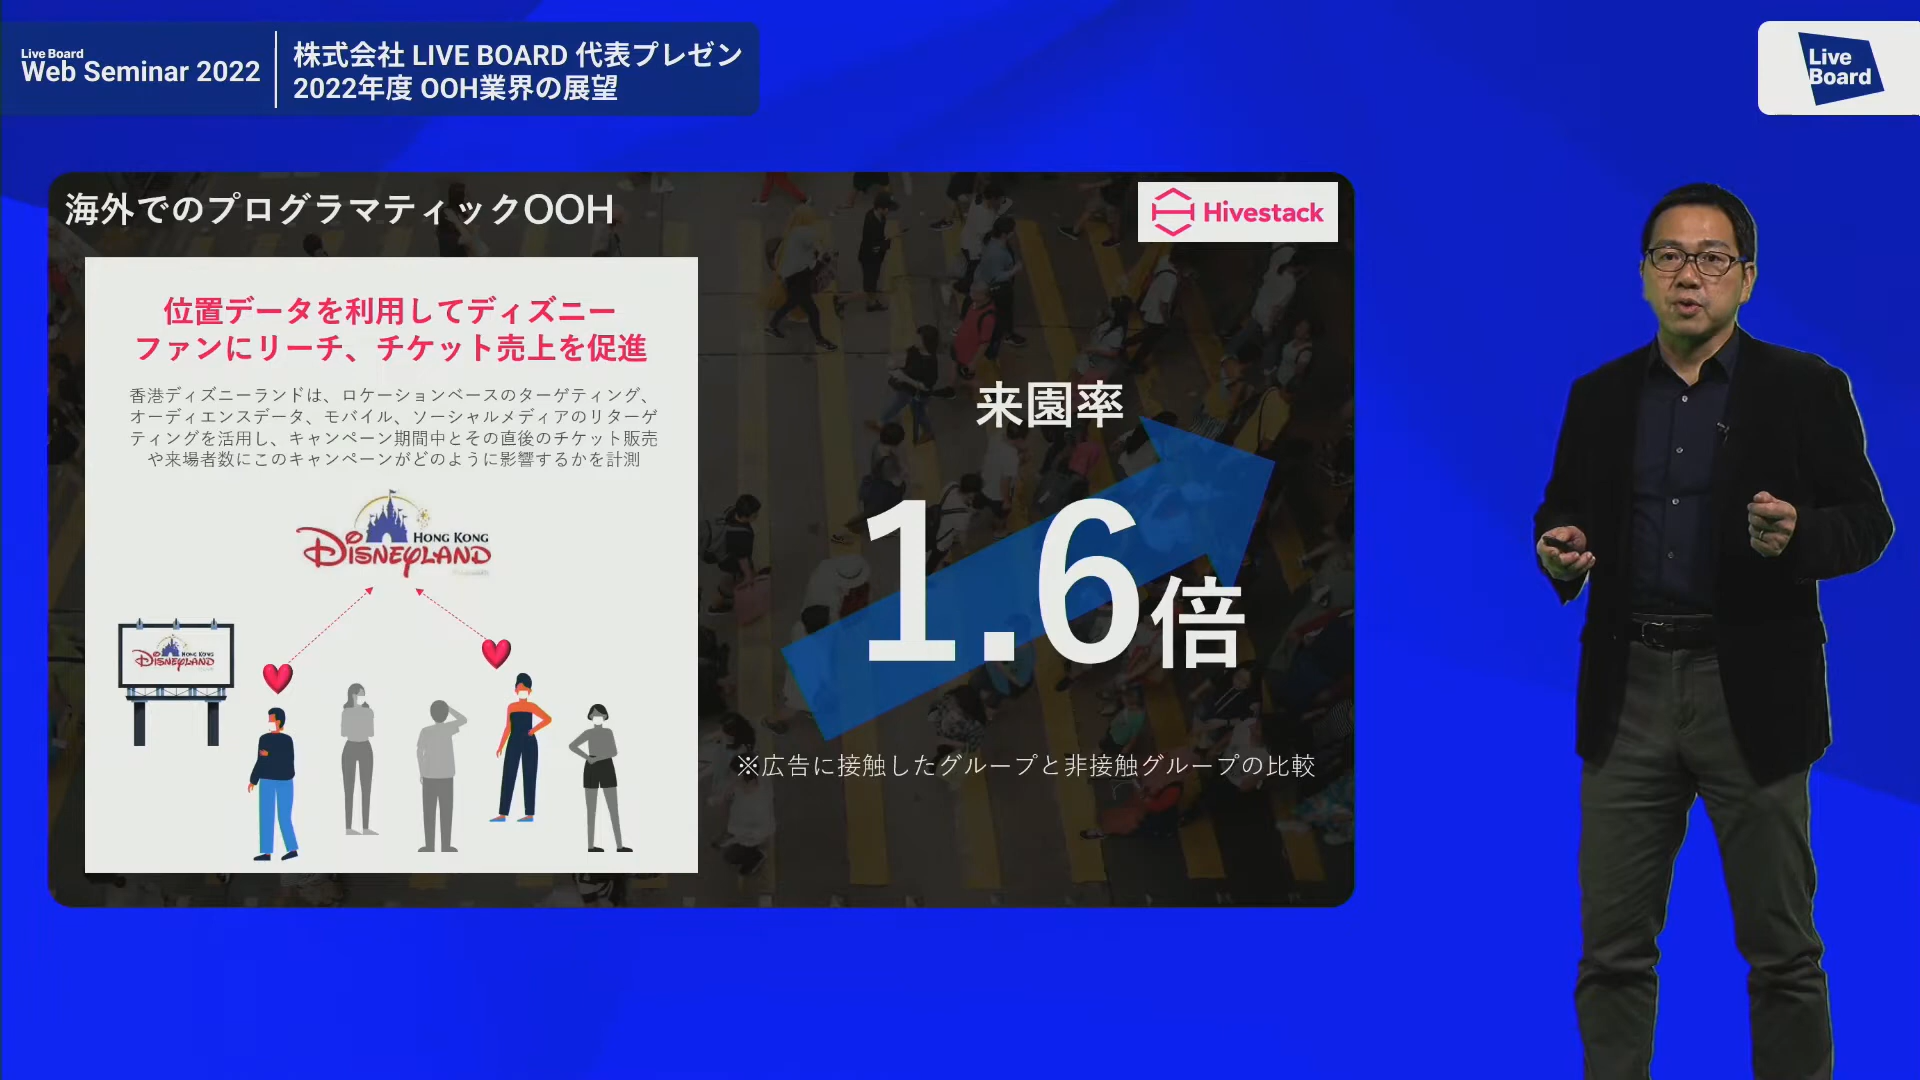 Live Board
Web Seminar 2022
株式会社 LIVE BOARD 代表プレゼン
2022年度 OOH業界の展望
Live
Board
海外でのプログラマティックOOH
Hivestack
位置データを利用してディズニー
ファンにリーチ、チケット売上を促進
香港ディズニーランドは、ロケーションベースのターゲティング、
オーディエンスデータ、モバイル、ソーシャルメディアのリターゲ
ティングを活用し、キャンペーン期間中とその直後のチケット販売
や来場者数にこのキャンペーンがどのように影響するかを計測
HONG KONG
DISNEYLAND
HONG KONG
DISNEYLAND
来園率
1.6倍
※広告に接触したグループと非接触グループの比較